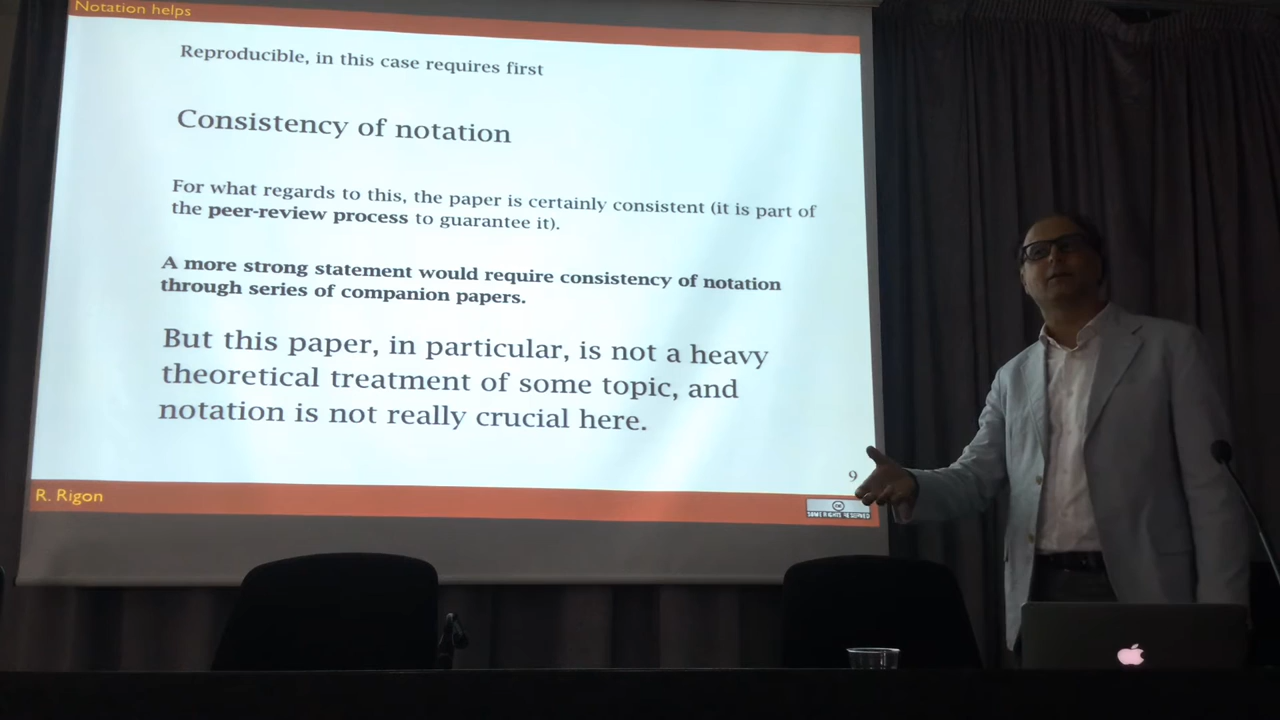 Notation helps
Reproducible, in this case requires first
Consistency of notation
For what regards to this, the paper is certainly consistent (it is part of
the peer-review process to guarantee it).
A more strong statement would require consistency of notation
through series of companion papers.
But this paper, in particular, is not a heavy
theoretical treatment of some topic, and
notation is not really crucial here.
9
R. Rigon
SOME RIGHTS RESERVED